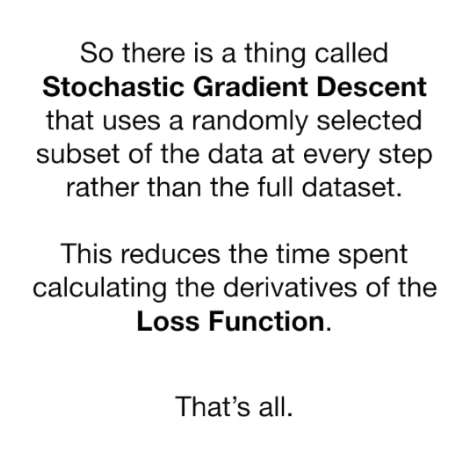 So there is a thing called
Stochastic Gradient Descent
that uses a randomly selected
subset of the data at every step
rather than the full dataset.
This reduces the time spent
calculating the derivatives of the
Loss Function.
That’s all.